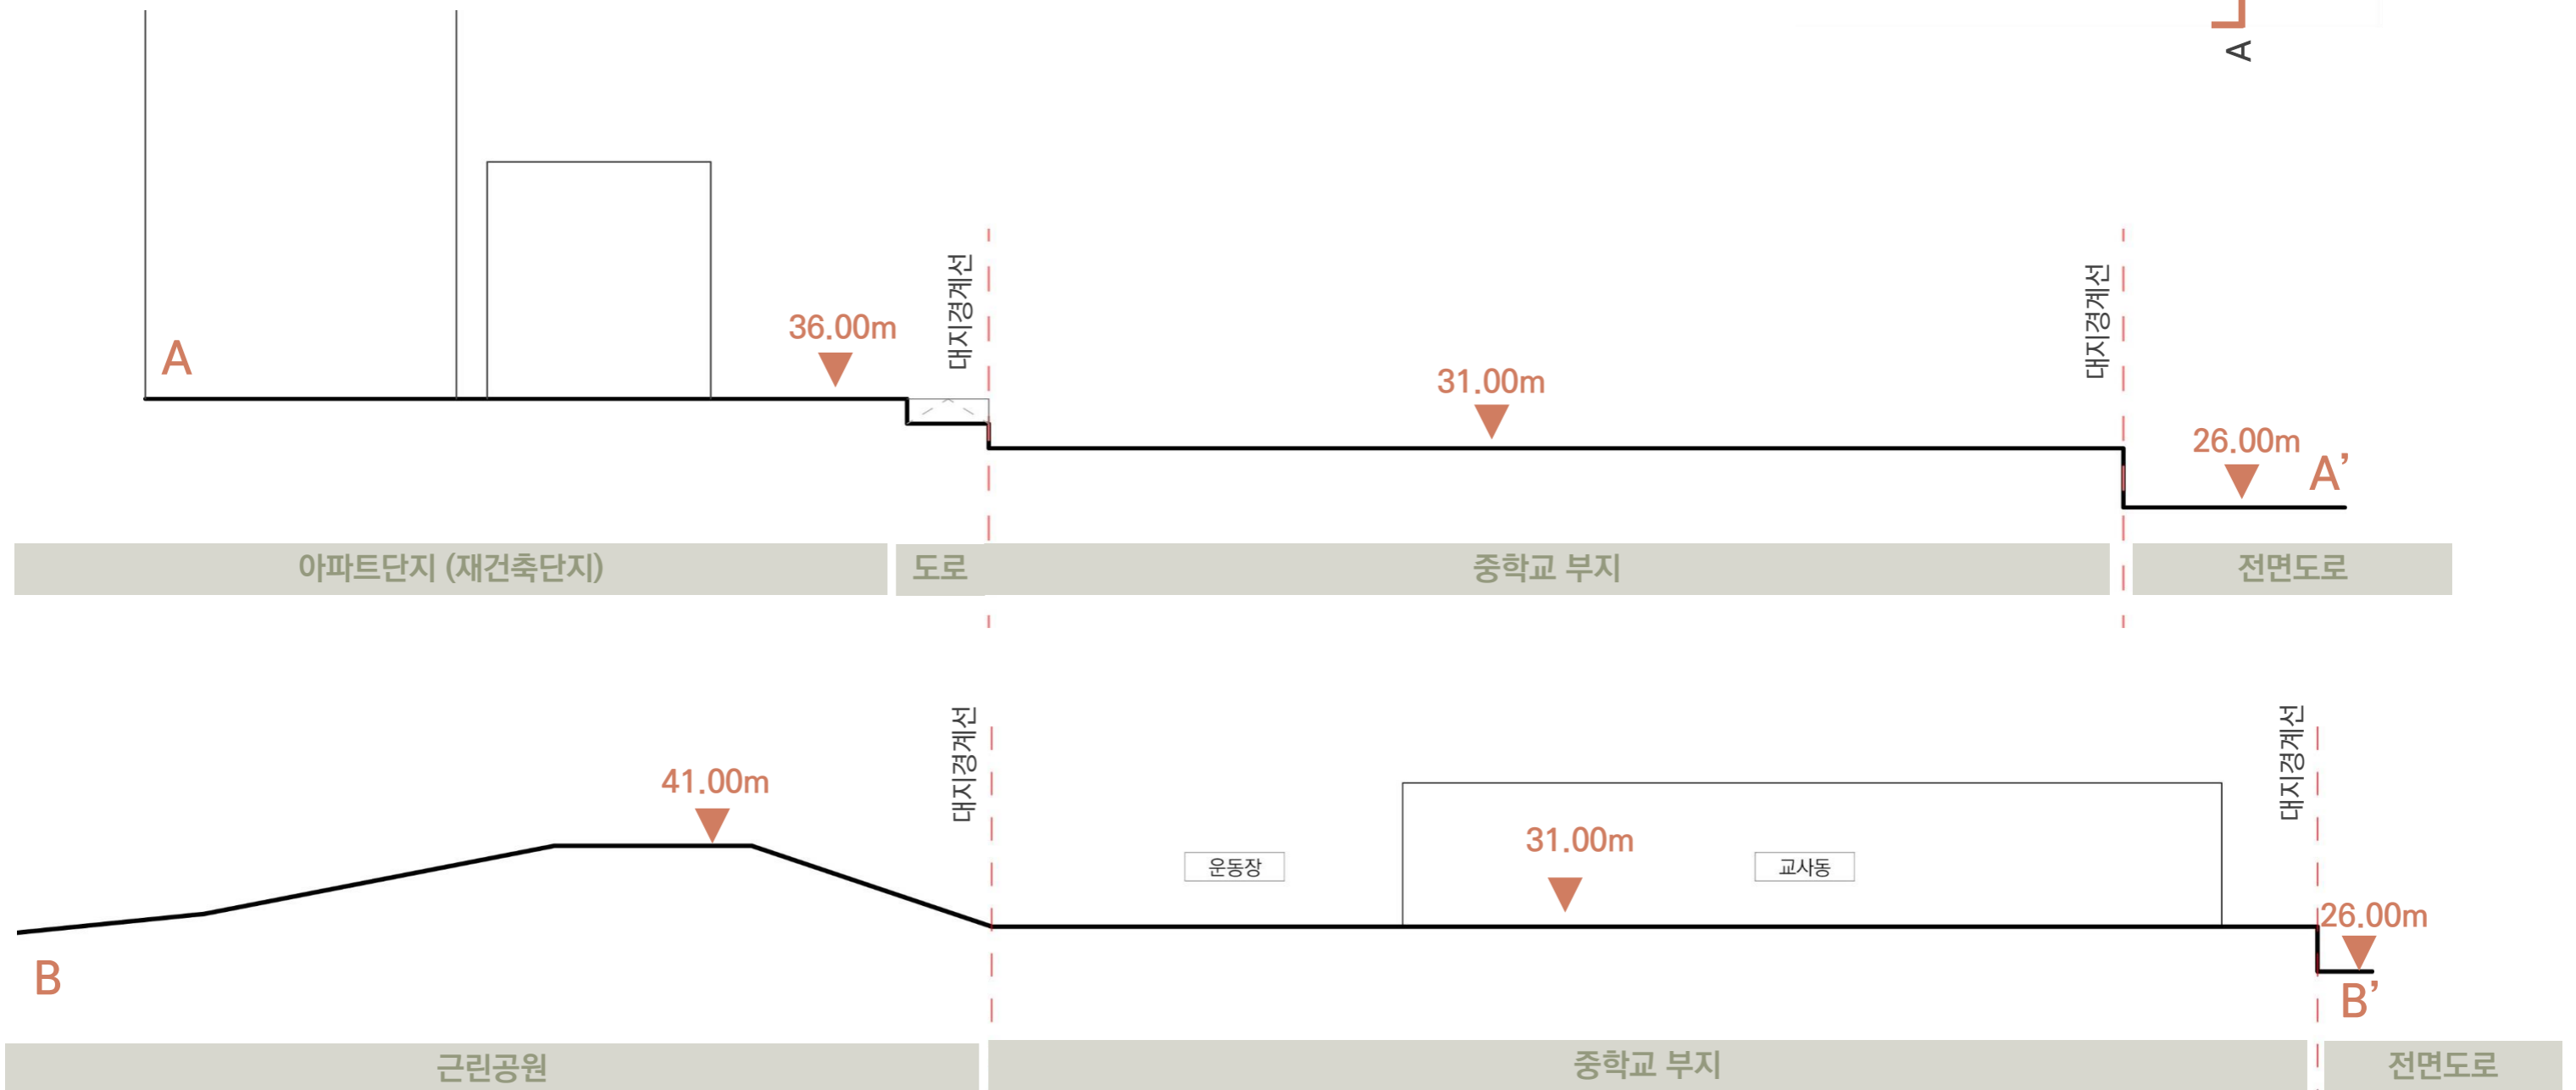 A
36.00m
대지경계선
31.00m
대지경계선
26.00m
A
A’
아파트단지 (재건축단지)
도로
중학교 부지
전면도로
41.00m
대지경계선
운동장
31.00m
교사동
대지경계선
26.00m
B
B’
근린공원
중학교 부지
전면도로